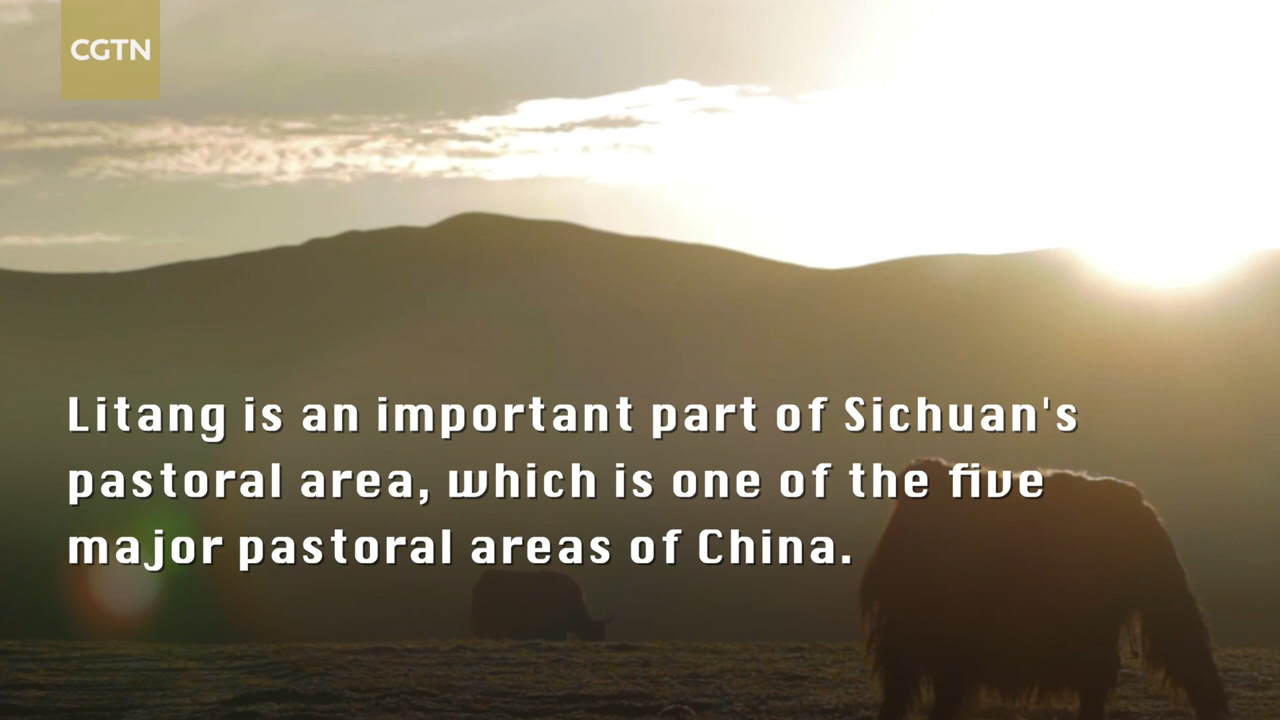 CGTN
Litang is an important part of Sichuan's
pastoral area, which is one of the five
major pastoral areas of China.